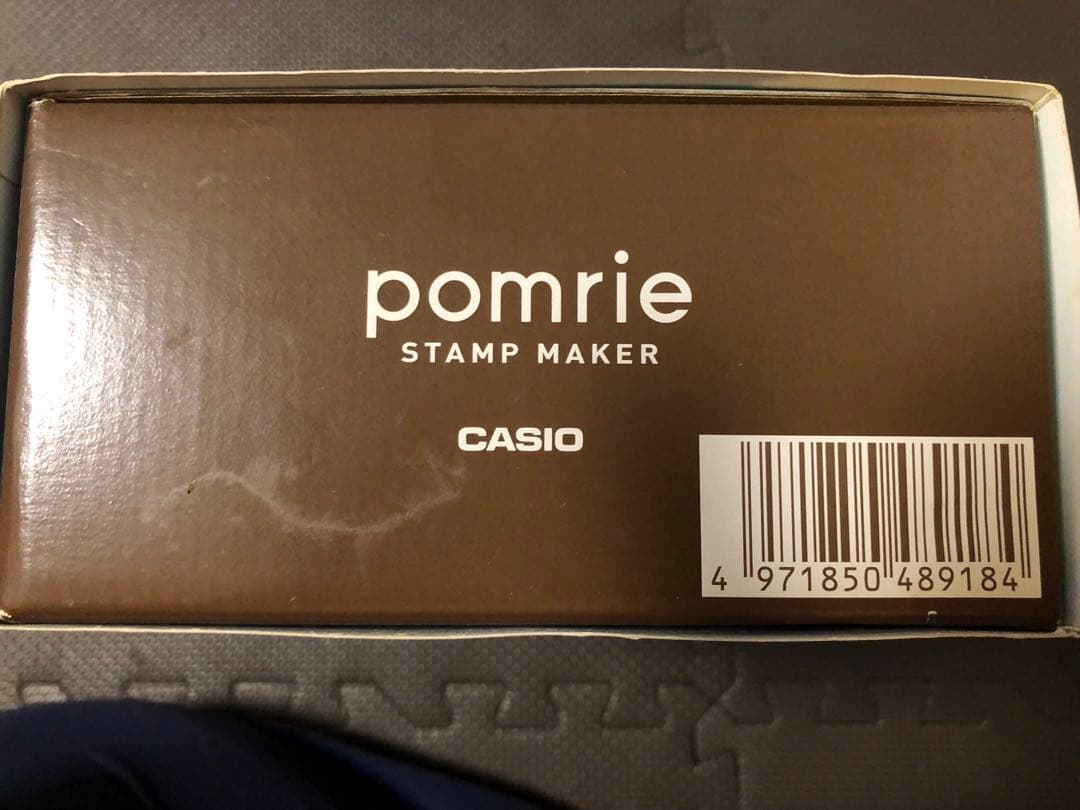 pomrie
STAMP MAKER
CASIO
4 971850 489184